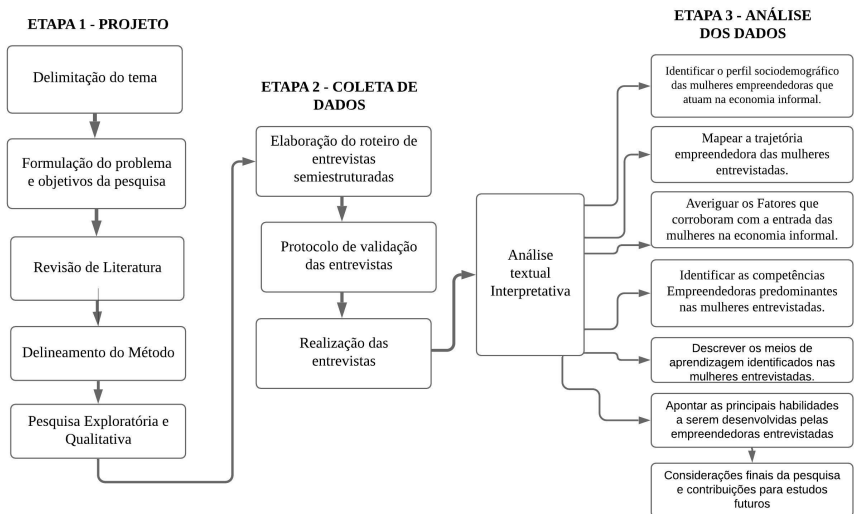 ETAPA 1 - PROJETO
Delimitação do tema
Formulação do problema
e objetivos da pesquisa
Revisão de Literatura
Delineamento do Método
Pesquisa Exploratória e
Qualitativa
ETAPA 2 - COLETA DE
DADOS
Elaboração do roteiro de
entrevistas
semiestruturadas
Protocolo de validação
das entrevistas
Realização das
entrevistas
Análise
textual
Interpretativa
ETAPA 3 - ANÁLISE
DOS DADOS
Identificar o perfil sociodemográfico
das mulheres empreendedoras que
atuam na economia informal.
Mapear a trajetória
empreendedora das mulheres
entrevistadas.
Averiguar os Fatores que
corroboram com a entrada das
mulheres na economia informal.
Identificar as competências
Empreendedoras predominantes
nas mulheres entrevistadas.
Descrever os meios de
aprendizagem identificados nas
mulheres entrevistadas.
Apontar as principais habilidades
a serem desenvolvidas pelas
empreendedoras entrevistadas
Considerações finais da pesquisa
e contribuições para estudos
futuros